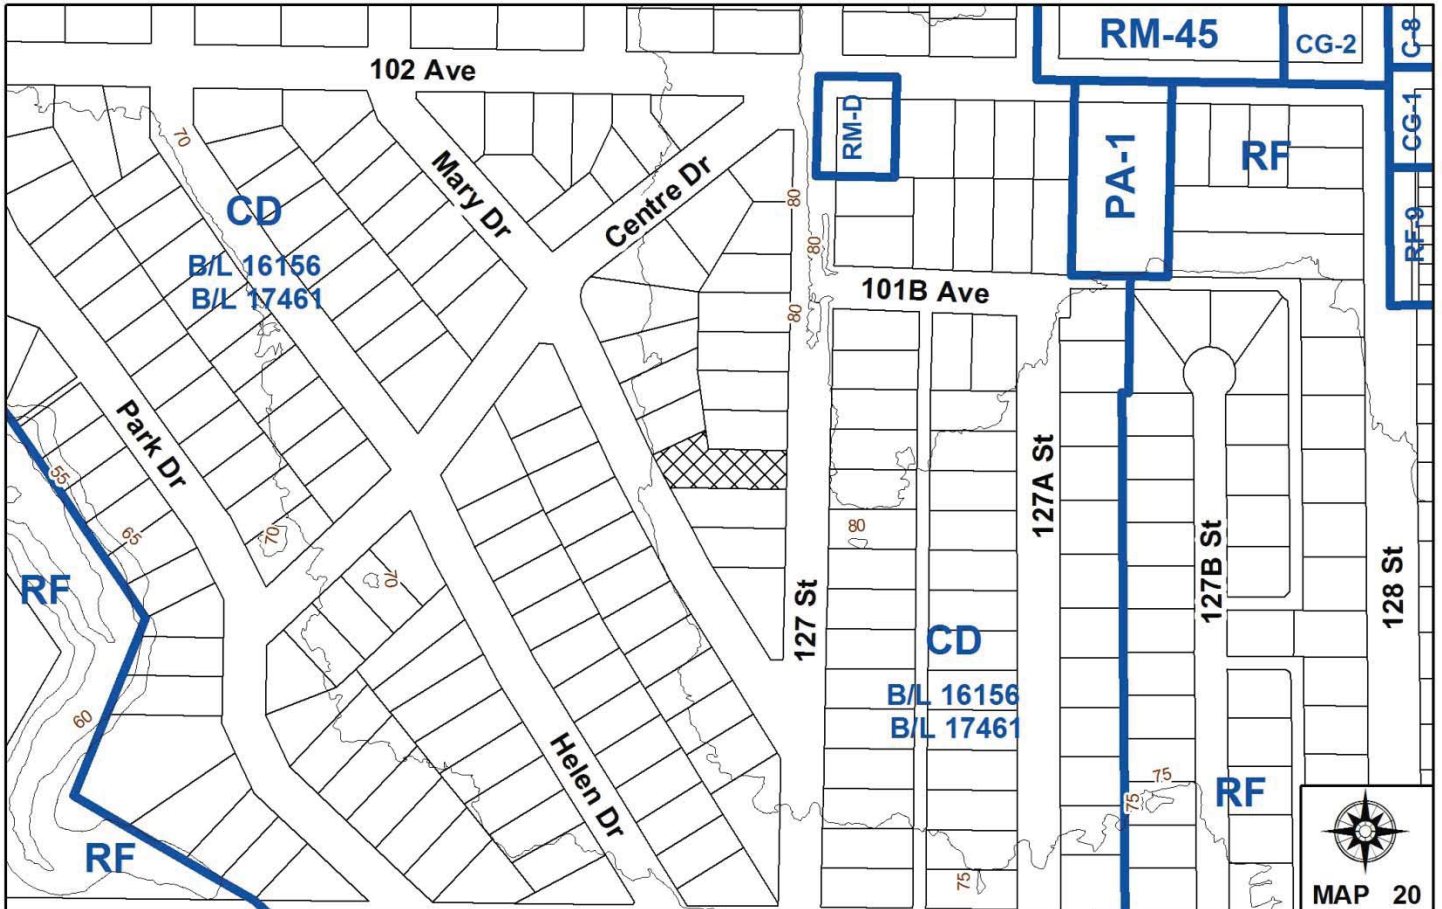 RM-45
CG-2
C-8
102 Ave
RM-D
PA-1
RF
CG-1
70
Mary Dr
Centre Dr
80
CD
B/L 16156
B/L 17461
80
RF-9
101B Ave
80
Park Dr
55
65
70
70
127A St
80
RF
127 St
127B St
128 St
CD
B/L 16156
B/L 17461
60
Helen Dr
75
75
RF
RF
75
MAP 20